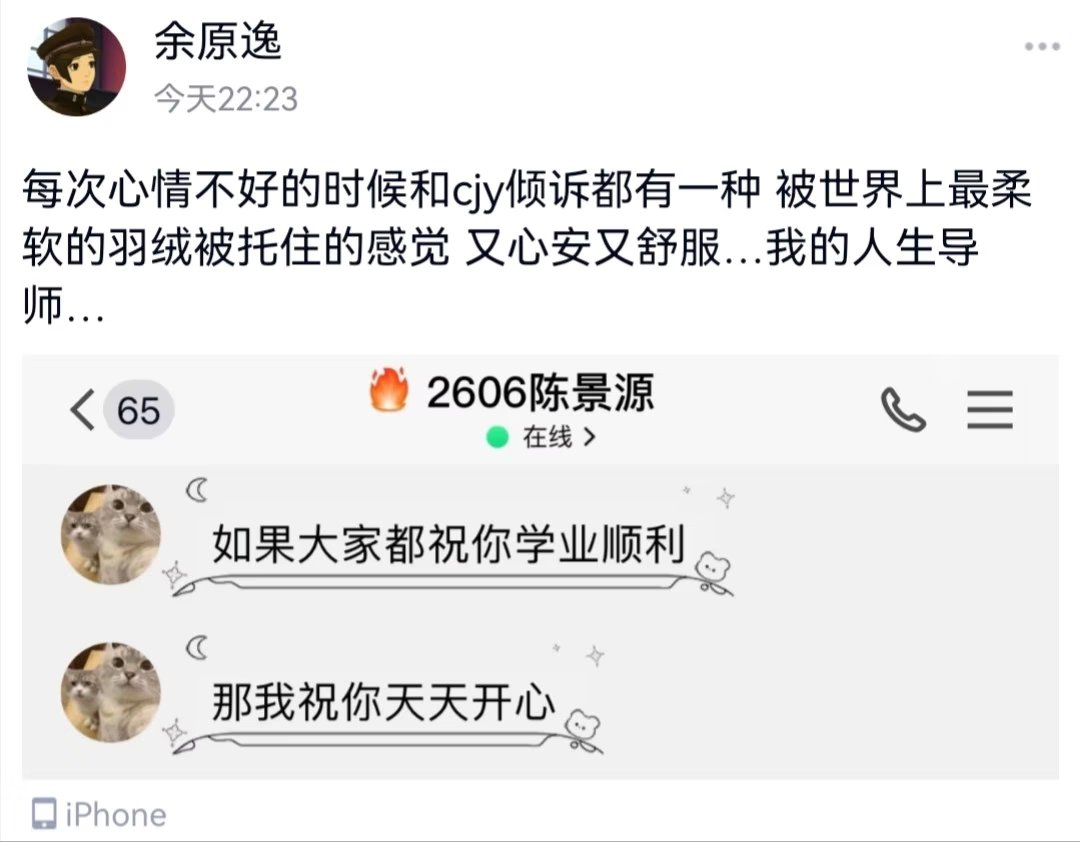 余原逸
今天22:23
每次心情不好的时候和cjy倾诉都有一种 被世界上最柔
软的羽绒被托住的感觉 又心安又舒服...我的人生导
师...
65
🔥 2606陈景源
在线
如果大家都祝你学业顺利
那我祝你天天开心
iPhone